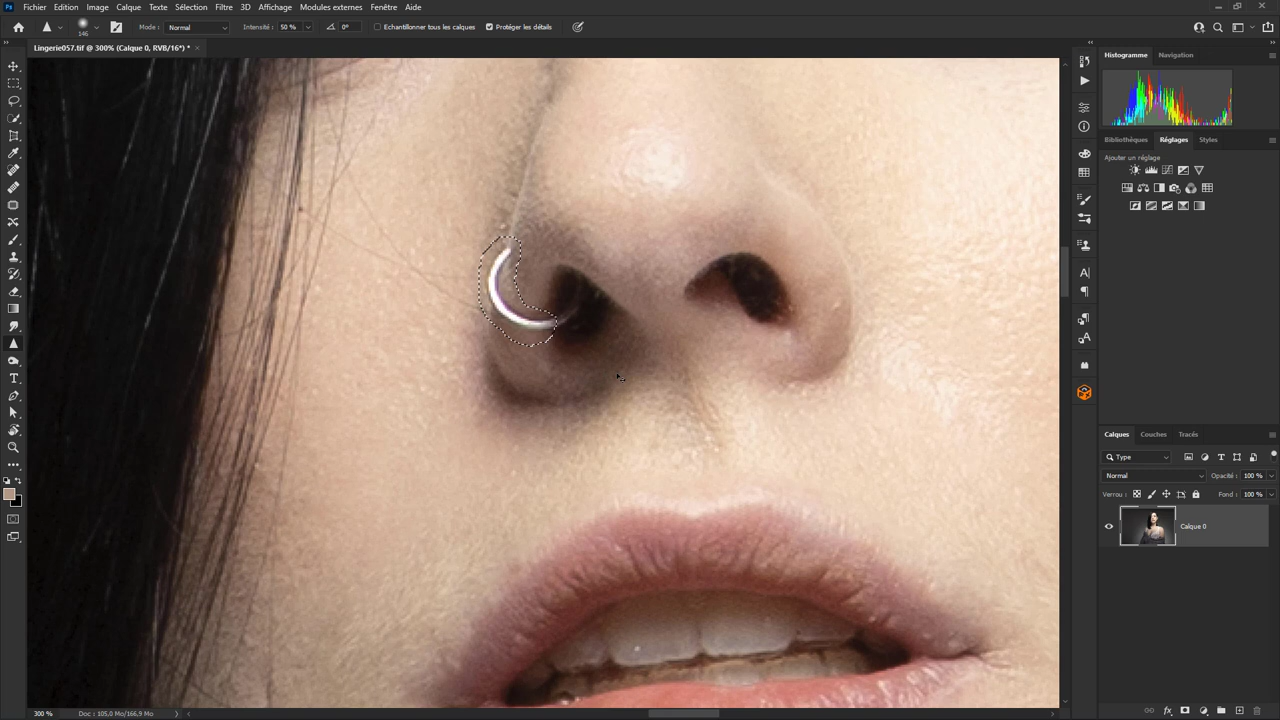 Ps Fichier Edition Image Calque Texte Sélection Filtre 3D Affichage Modules externes Fenêtre Aide
146 Mode : Normal Intensité : 50 % 0° Echantillonner tous les calques Protéger les détails
Lingerie057.tif @ 300% (Calque 0, RVB/16*) * ×
Histogramme Navigation
Bibliothèques Réglages Styles
Ajouter un réglage
Calques Couches Tracés
Type
Normal Opacité : 100 %
Verrou : Fond : 100 %
Calque 0
300 % Doc : 105,0 Mo/166,9 Mo